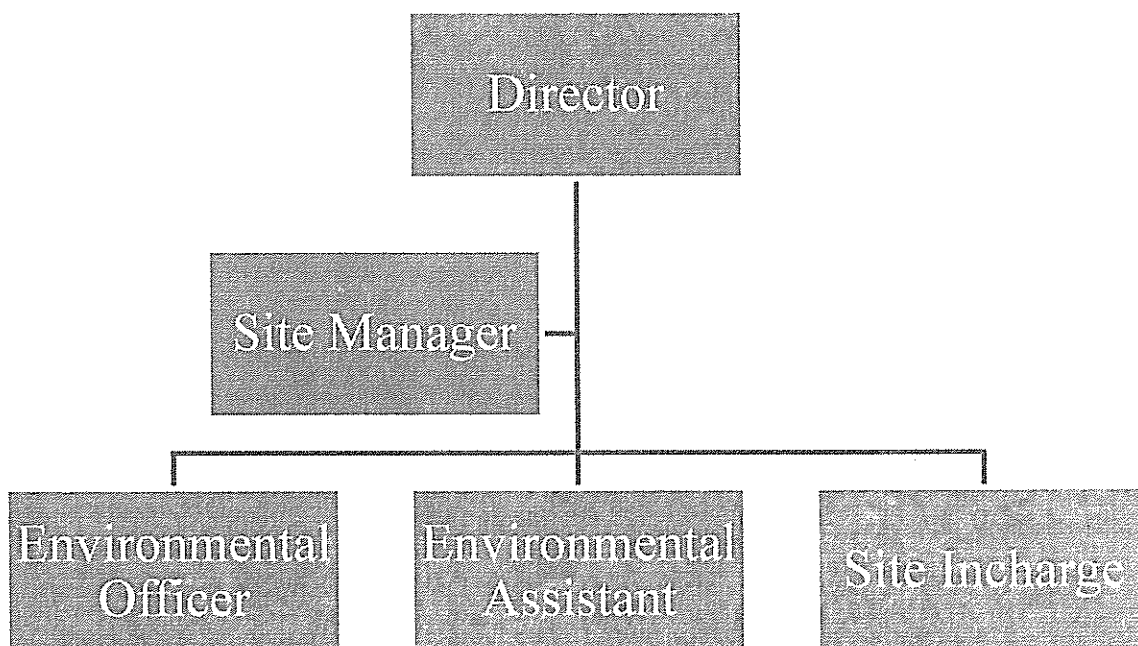 Director
Site Manager
Environmental
Officer
Environmental
Assistant
Site Incharge